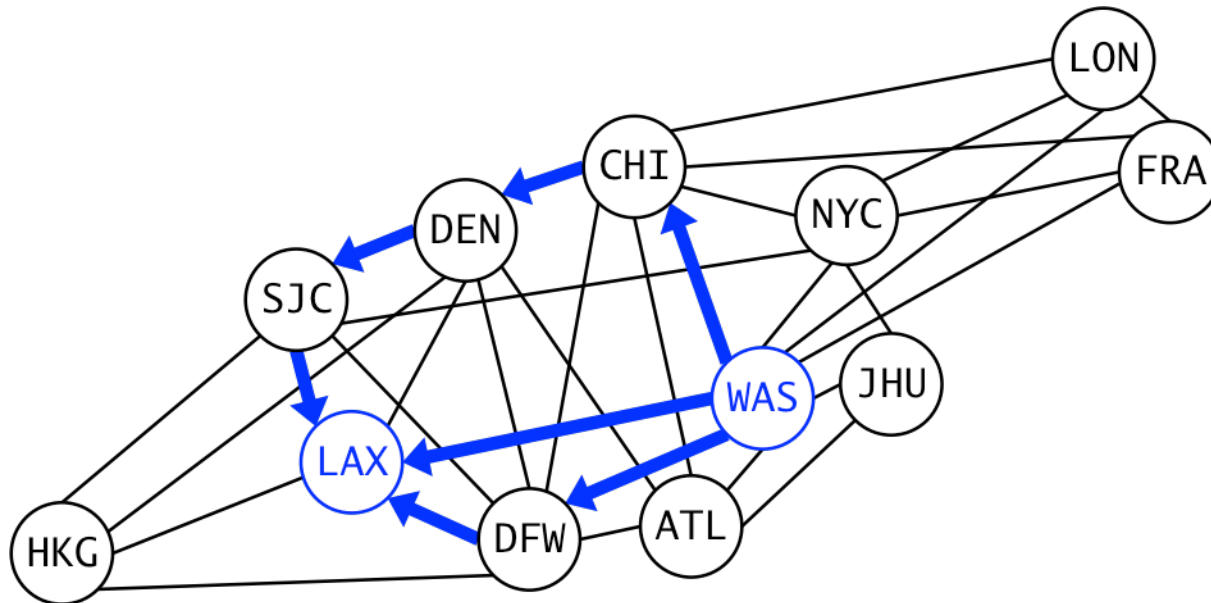 LON
CHI
FRA
NYC
DEN
SJC
JHU
WAS
LAX
ATL
DFW
HKG